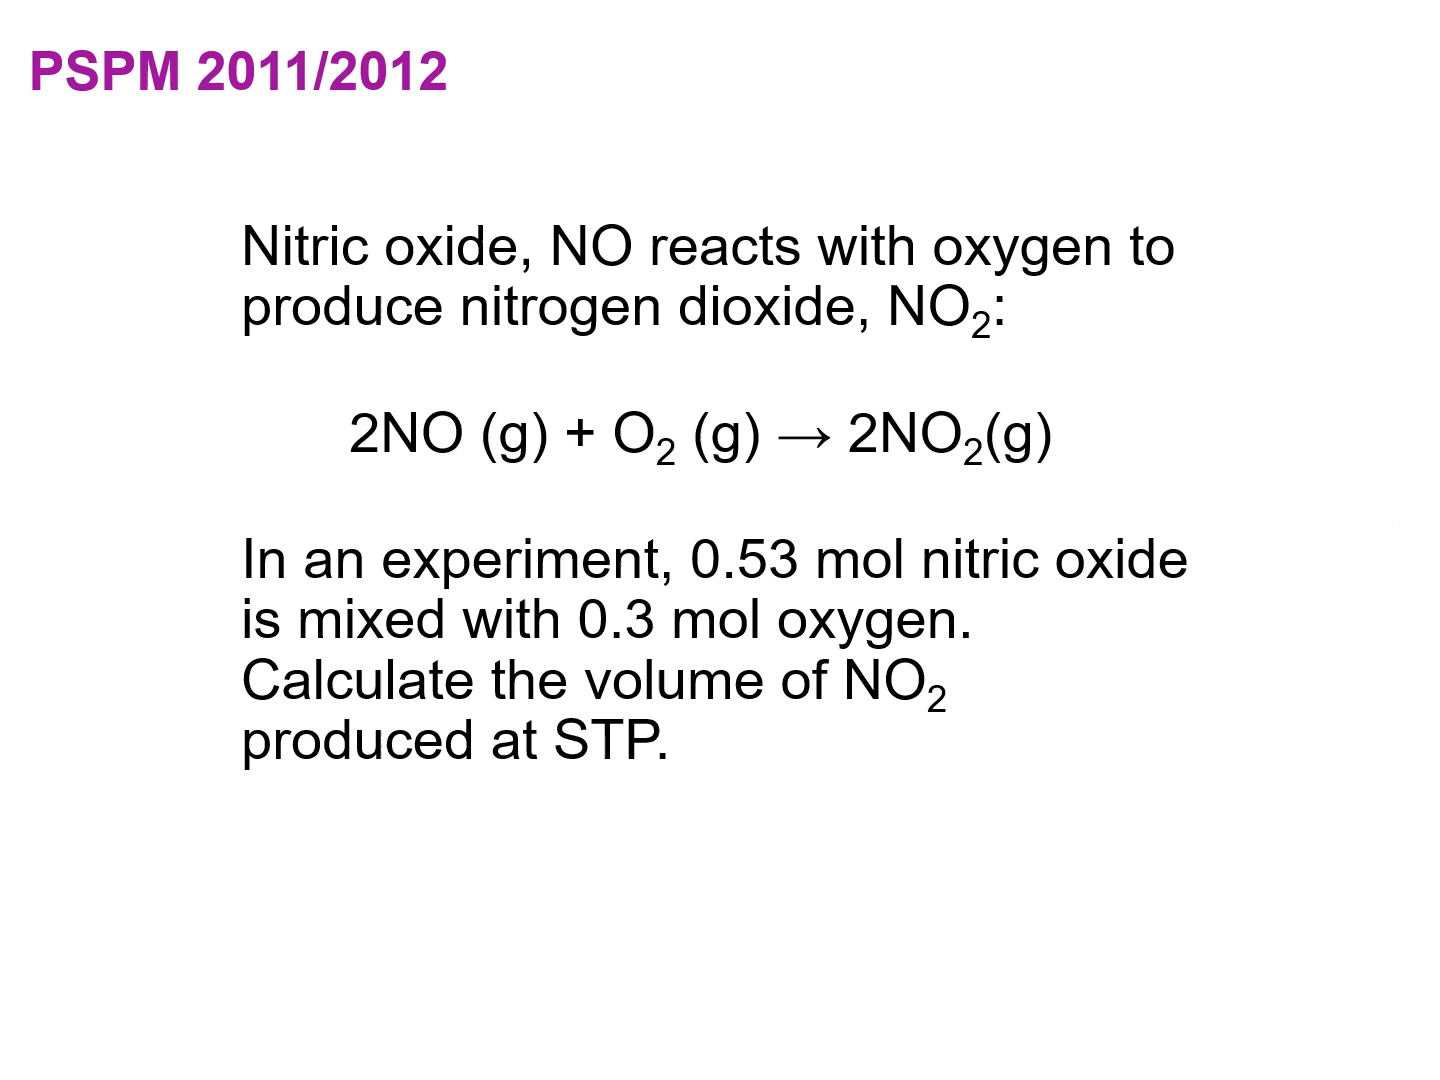 PSPM 2011/2012
Nitric oxide, NO reacts with oxygen to
produce nitrogen dioxide, NO₂:
2NO (g) + O₂ (g) → 2NO₂(g)
In an experiment, 0.53 mol nitric oxide
is mixed with 0.3 mol oxygen.
Calculate the volume of NO₂
produced at STP.